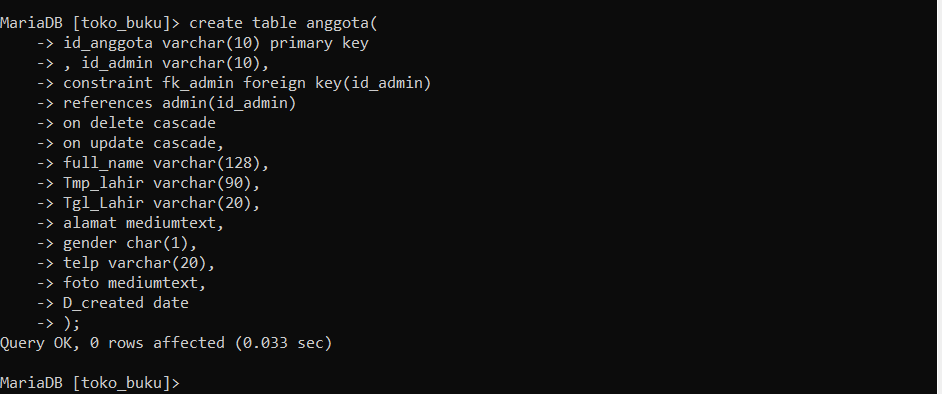 MariaDB [toko_buku]> create table anggota(
    -> id_anggota varchar(10) primary key
    -> , id_admin varchar(10),
    -> constraint fk_admin foreign key(id_admin)
    -> references admin(id_admin)
    -> on delete cascade
    -> on update cascade,
    -> full_name varchar(128),
    -> Tmp_lahir varchar(90),
    -> Tgl_Lahir varchar(20),
    -> alamat mediumtext,
    -> gender char(1),
    -> telp varchar(20),
    -> foto mediumtext,
    -> D_created date
    -> );
Query OK, 0 rows affected (0.033 sec)
MariaDB [toko_buku]>